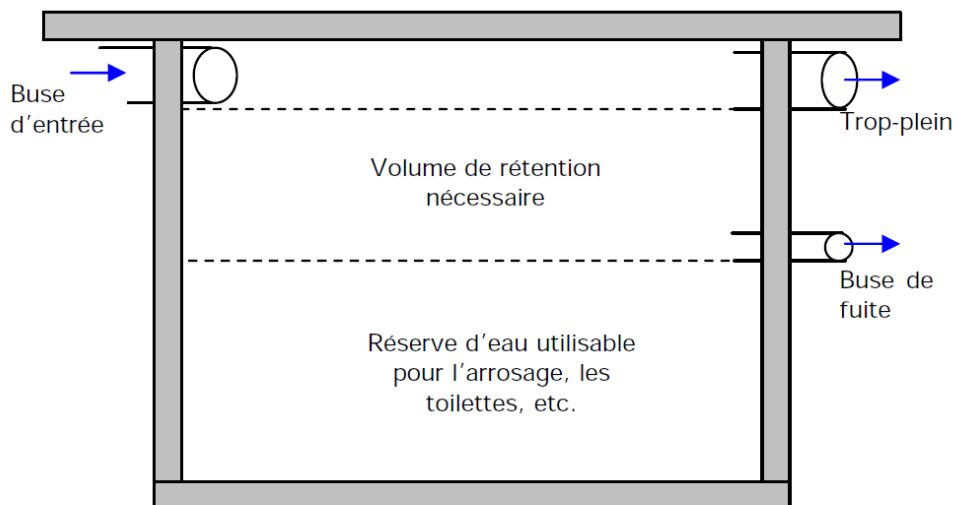 Buse
d’entrée
Trop-plein
Volume de rétention
nécessaire
Buse de
fuite
Réserve d’eau utilisable
pour l’arrosage, les
toilettes, etc.